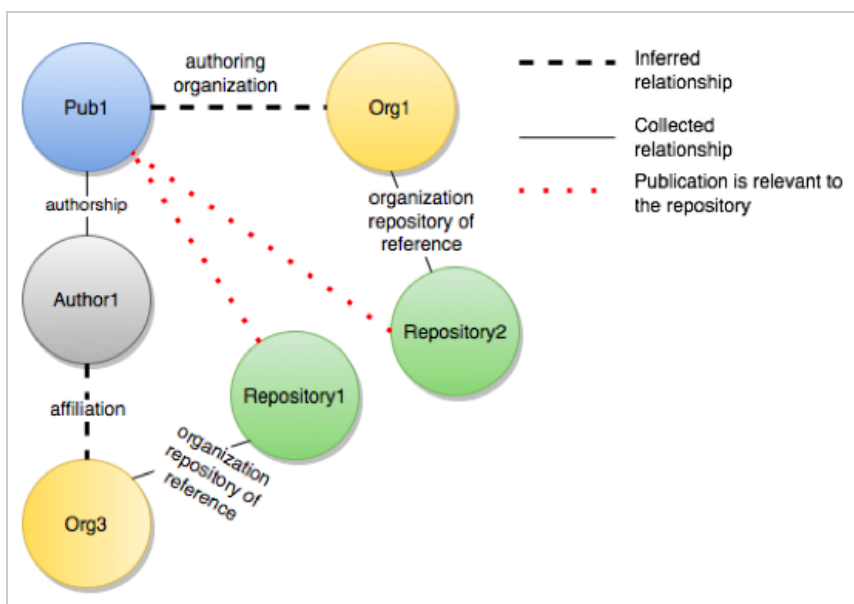 authoring
organization
Pub1
Org1
Inferred
relationship
Collected
relationship
Publication is relevant to
the repository
authorship
organization
repository of
reference
Author1
Repository2
Repository1
affiliation
organization
repository of
reference
Org3